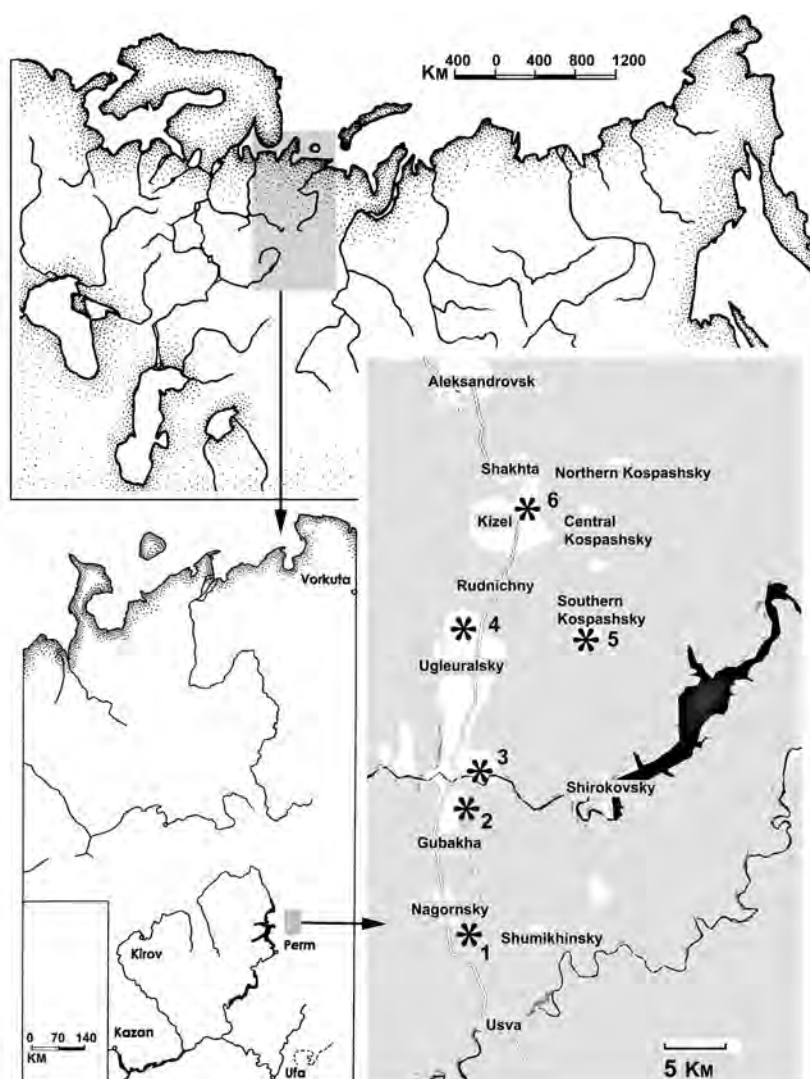 400 0 400 1200
KM
Aleksandrovsk
Shakhta
Northern Kospashsky
6
Kizel
Central
Kospashsky
Rudnichny
Southern
Kospashsky
4
5
Ugleuralsky
3
Shirokovsky
2
Gubakha
Nagornsky
1
Shumikhinsky
Usva
5 KM
Vorkuta
Kirov
Perm
0 70 140
KM
Kazan
Ufa